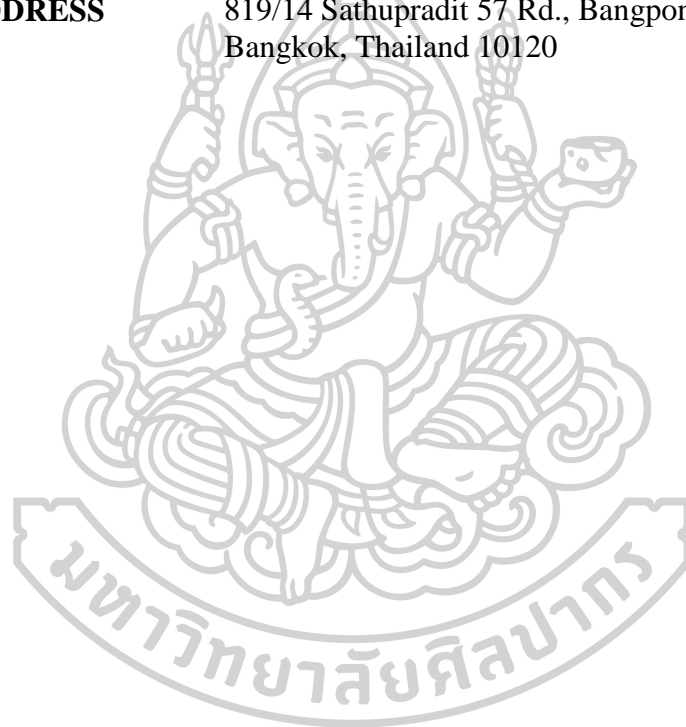 DRESS 819/14 Sathupradit 57 Rd., Bangpor
Bangkok, Thailand 10120
มหาวิทยาลัยศิลปากร